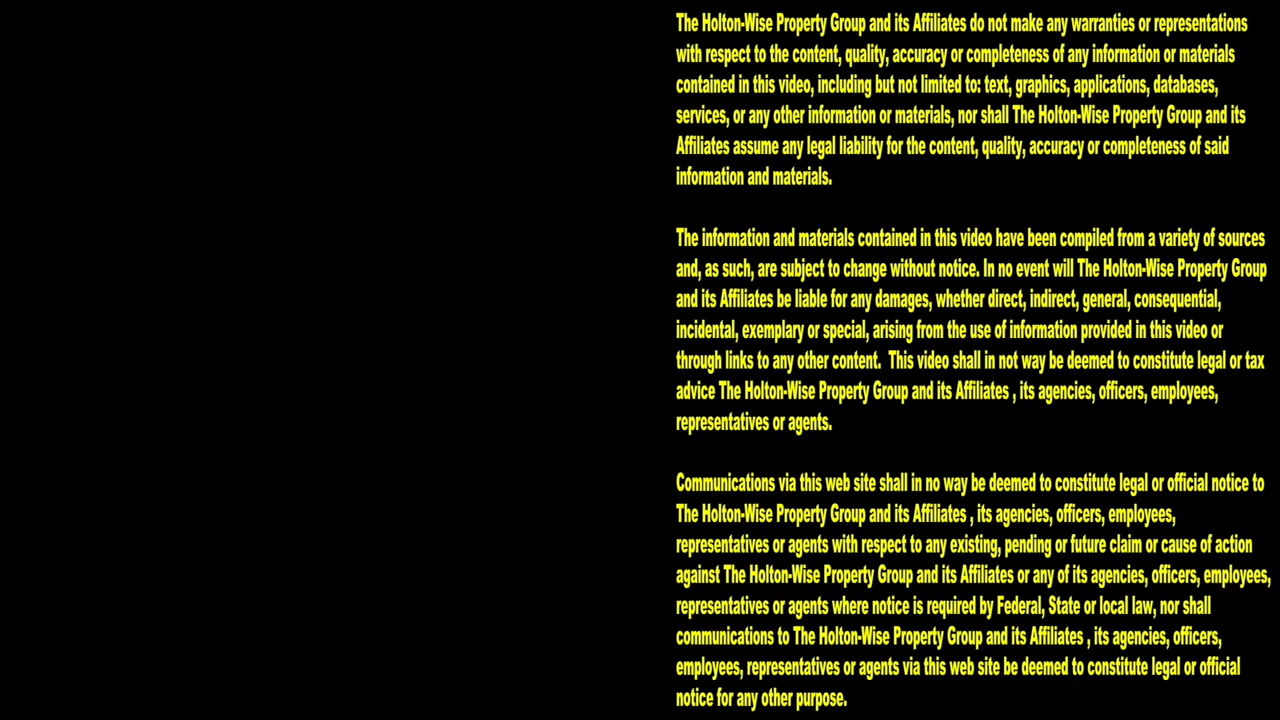 The Holton-Wise Property Group and its Affiliates do not make any warranties or representations
with respect to the content, quality, accuracy or completeness of any information or materials
contained in this video, including but not limited to: text, graphics, applications, databases,
services, or any other information or materials, nor shall The Holton-Wise Property Group and its
Affiliates assume any legal liability for the content, quality, accuracy or completeness of said
information and materials.
The information and materials contained in this video have been compiled from a variety of sources
and, as such, are subject to change without notice. In no event will The Holton-Wise Property Group
and its Affiliates be liable for any damages, whether direct, indirect, general, consequential,
incidental, exemplary or special, arising from the use of information provided in this video or
through links to any other content.  This video shall in not way be deemed to constitute legal or tax
advice The Holton-Wise Property Group and its Affiliates , its agencies, officers, employees,
representatives or agents.
Communications via this web site shall in no way be deemed to constitute legal or official notice to
The Holton-Wise Property Group and its Affiliates , its agencies, officers, employees,
representatives or agents with respect to any existing, pending or future claim or cause of action
against The Holton-Wise Property Group and its Affiliates or any of its agencies, officers, employees,
representatives or agents where notice is required by Federal, State or local law, nor shall
communications to The Holton-Wise Property Group and its Affiliates , its agencies, officers,
employees, representatives or agents via this web site be deemed to constitute legal or official
notice for any other purpose.